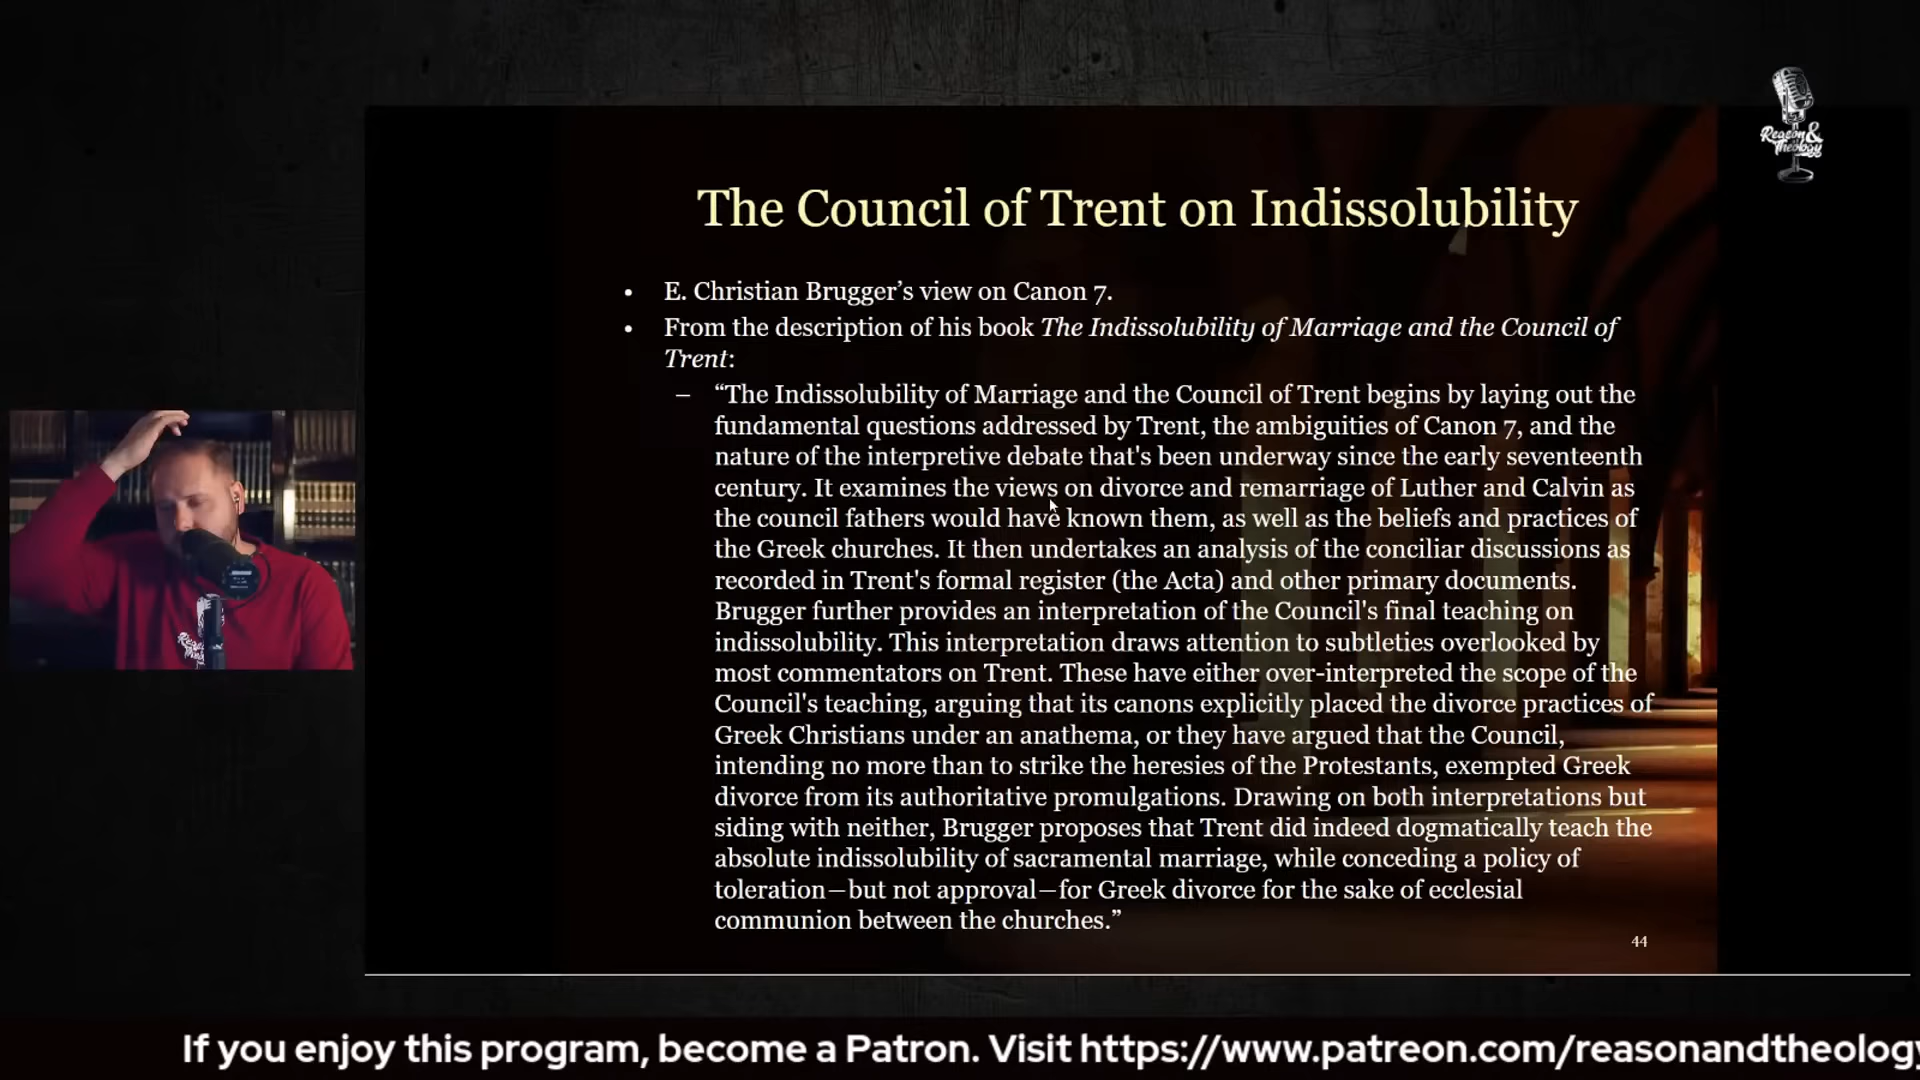 Reason &
Theology
The Council of Trent on Indissolubility
• E. Christian Brugger’s view on Canon 7.
• From the description of his book The Indissolubility of Marriage and the Council of
Trent:
– “The Indissolubility of Marriage and the Council of Trent begins by laying out the
fundamental questions addressed by Trent, the ambiguities of Canon 7, and the
nature of the interpretive debate that's been underway since the early seventeenth
century. It examines the views on divorce and remarriage of Luther and Calvin as
the council fathers would have known them, as well as the beliefs and practices of
the Greek churches. It then undertakes an analysis of the conciliar discussions as
recorded in Trent's formal register (the Acta) and other primary documents.
Brugger further provides an interpretation of the Council's final teaching on
indissolubility. This interpretation draws attention to subtleties overlooked by
most commentators on Trent. These have either over-interpreted the scope of the
Council's teaching, arguing that its canons explicitly placed the divorce practices of
Greek Christians under an anathema, or they have argued that the Council,
intending no more than to strike the heresies of the Protestants, exempted Greek
divorce from its authoritative promulgations. Drawing on both interpretations but
siding with neither, Brugger proposes that Trent did indeed dogmatically teach the
absolute indissolubility of sacramental marriage, while conceding a policy of
toleration—but not approval—for Greek divorce for the sake of ecclesial
communion between the churches.”
44
If you enjoy this program, become a Patron. Visit https://www.patreon.com/reasonandtheology